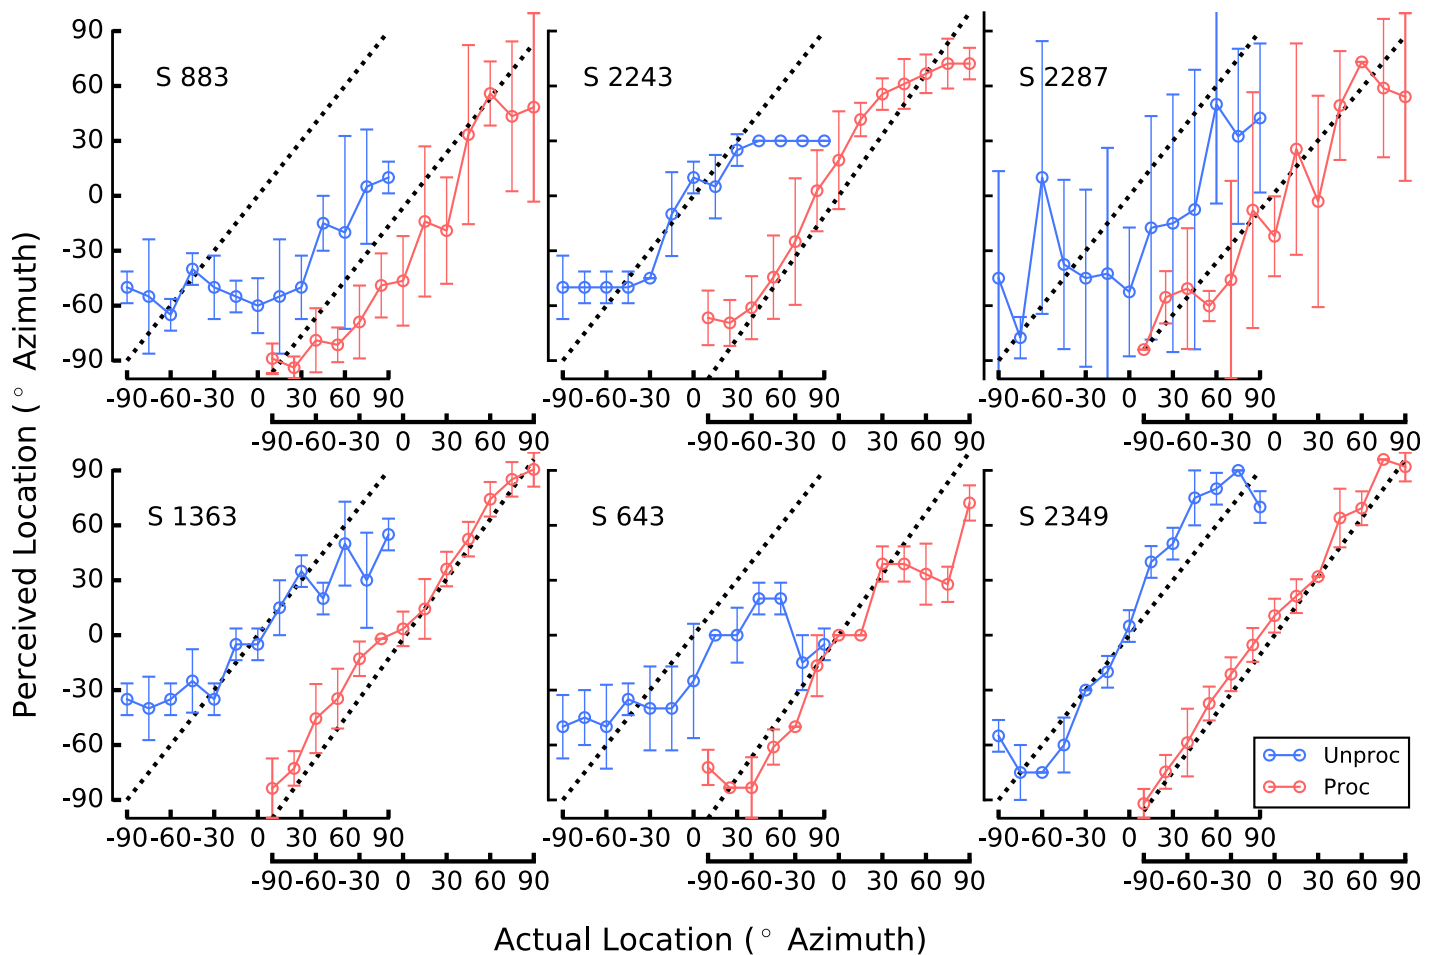 90
60
30
0
-30
-60
-90
S 883
S 2243
S 2287
-90 -60 -30 0 30 60 90
-90 -60 -30 0 30 60 90
-90 -60 -30 0 30 60 90
-90 -60 -30 0 30 60 90
-90 -60 -30 0 30 60 90
-90 -60 -30 0 30 60 90
Perceived Location (° Azimuth)
90
60
30
0
-30
-60
-90
S 1363
S 643
S 2349
Unproc
Proc
-90 -60 -30 0 30 60 90
-90 -60 -30 0 30 60 90
-90 -60 -30 0 30 60 90
-90 -60 -30 0 30 60 90
-90 -60 -30 0 30 60 90
-90 -60 -30 0 30 60 90
Actual Location (° Azimuth)